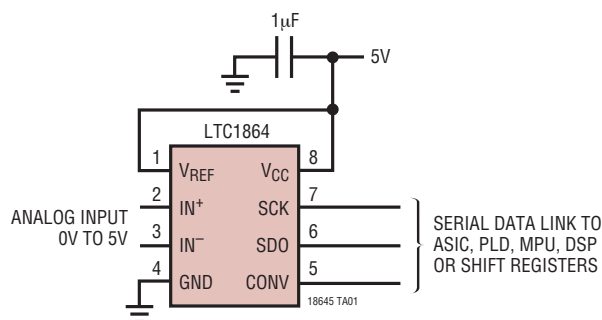 1µF
5V
LTC1864
1 VREF VCC 8
2 IN+ SCK 7
3 IN– SDO 6
4 GND CONV 5
ANALOG INPUT
0V TO 5V
SERIAL DATA LINK TO
ASIC, PLD, MPU, DSP
OR SHIFT REGISTERS
18645 TA01